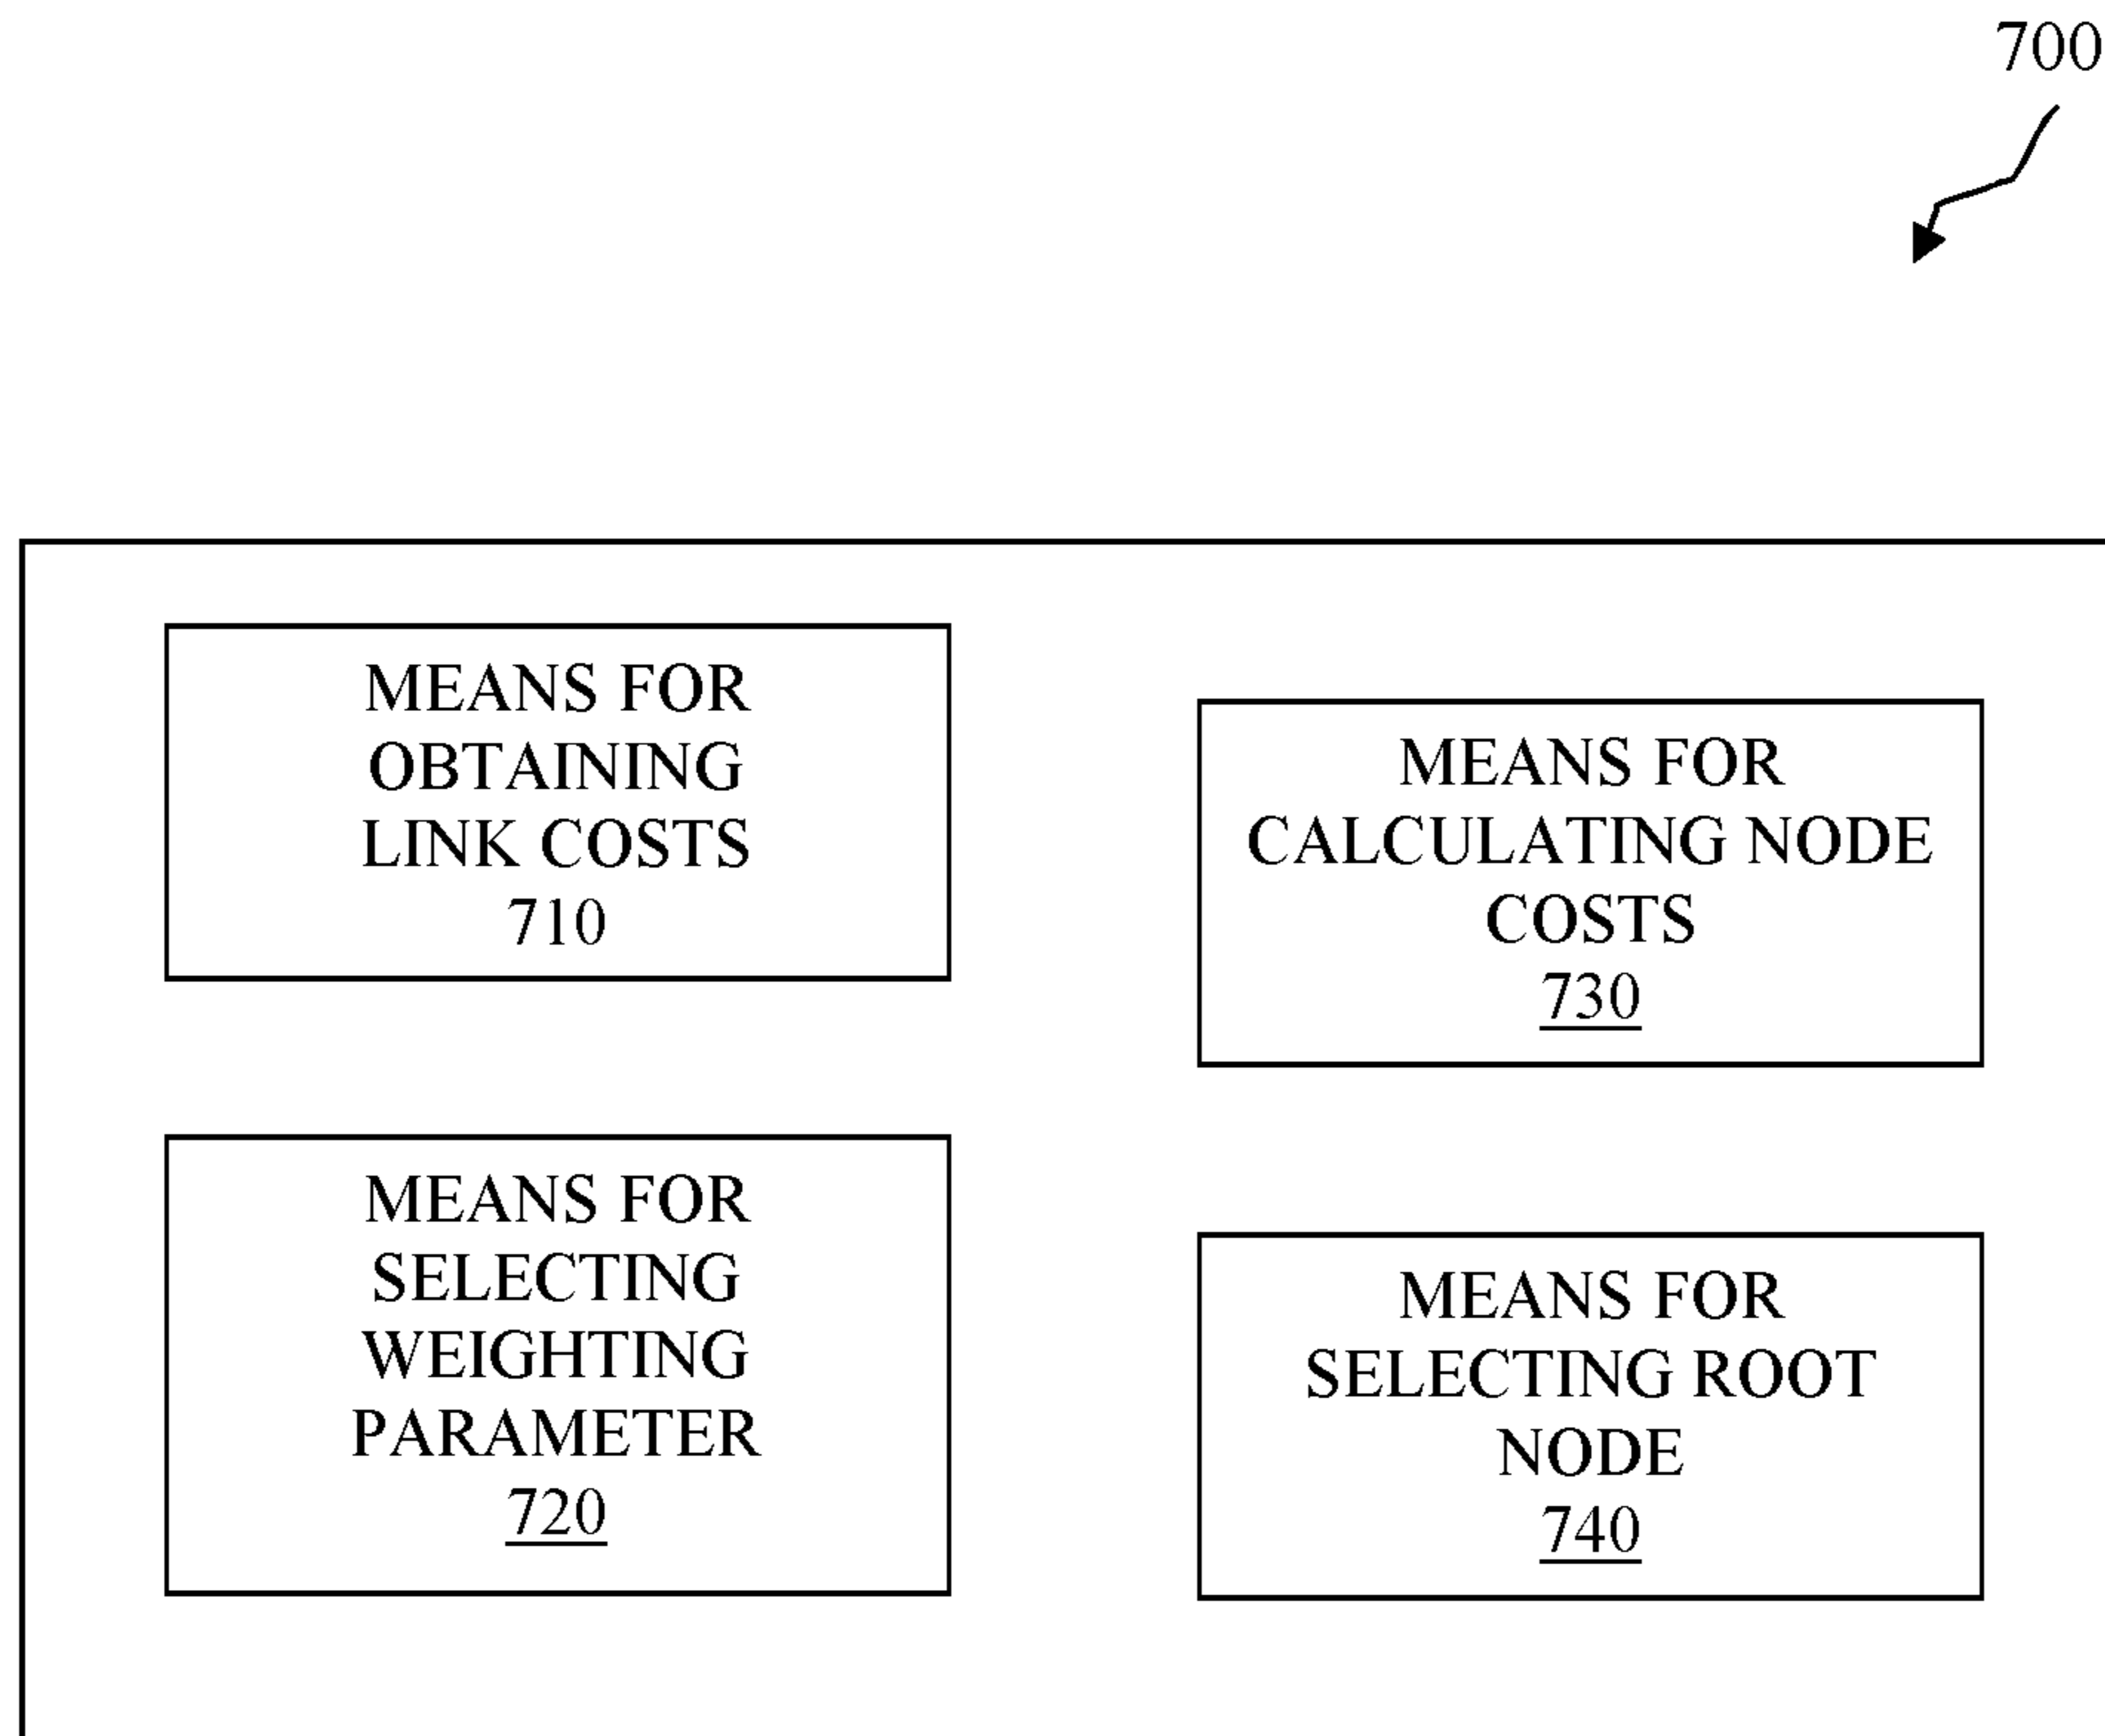 700
MEANS FOR
OBTAINING
LINK COSTS
710
MEANS FOR
SELECTING
WEIGHTING
PARAMETER
720
MEANS FOR
CALCULATING NODE
COSTS
730
MEANS FOR
SELECTING ROOT
NODE
740